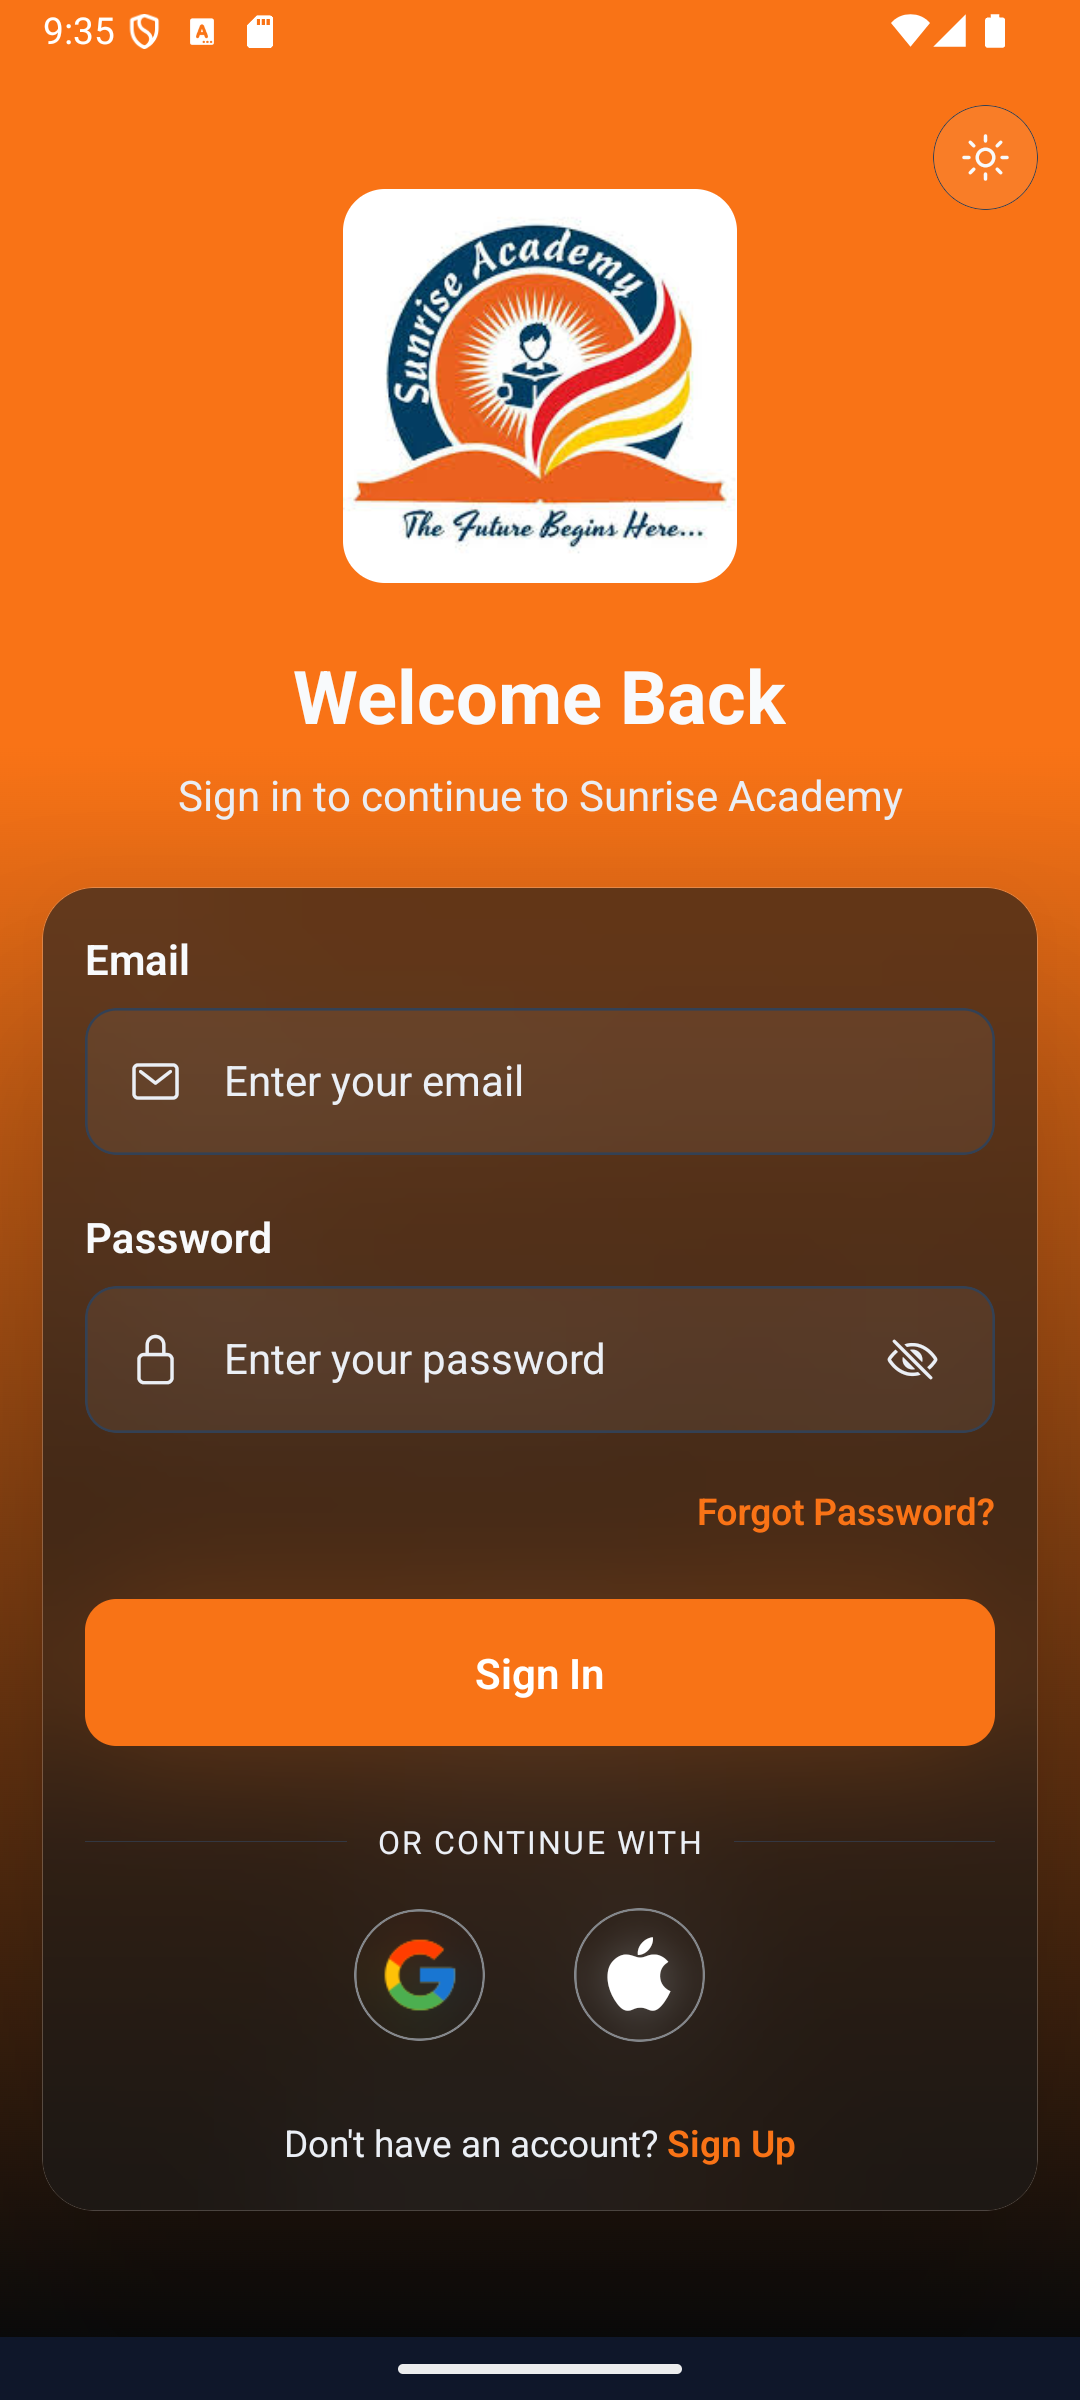 9:35
Sunrise Academy
The Future Begins Here...
Welcome Back
Sign in to continue to Sunrise Academy
Email
Enter your email
Password
Enter your password
Forgot Password?
Sign In
OR CONTINUE WITH
Don't have an account? Sign Up